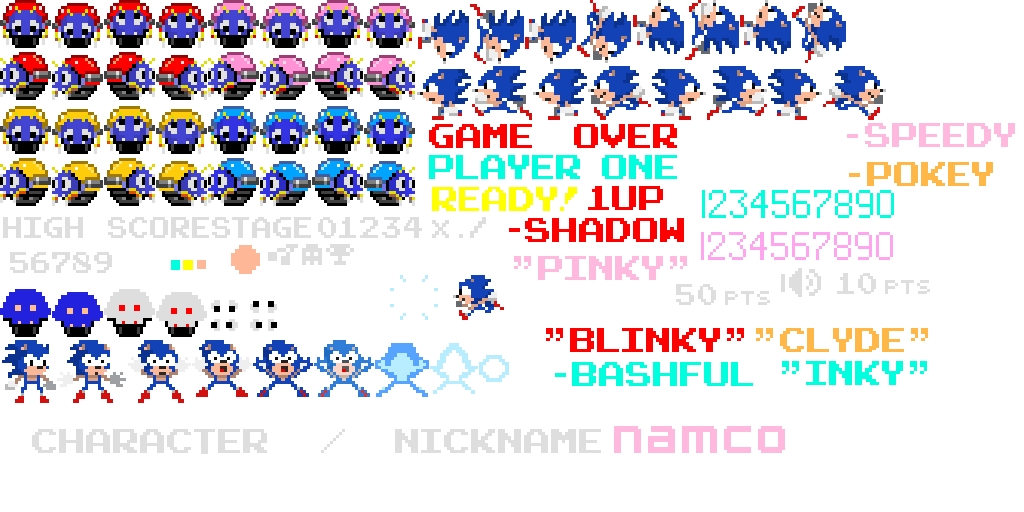 GAME OVER
-SPEEDY
PLAYER ONE
-POKEY
READY! 1UP
1234567890
HIGH SCORESTAGE01234 x./
-SHADOW
1234567890
56789
"PINKY"
50 PTS
10 PTS
"BLINKY" "CLYDE"
-BASHFUL "INKY"
CHARACTER / NICKNAME namco